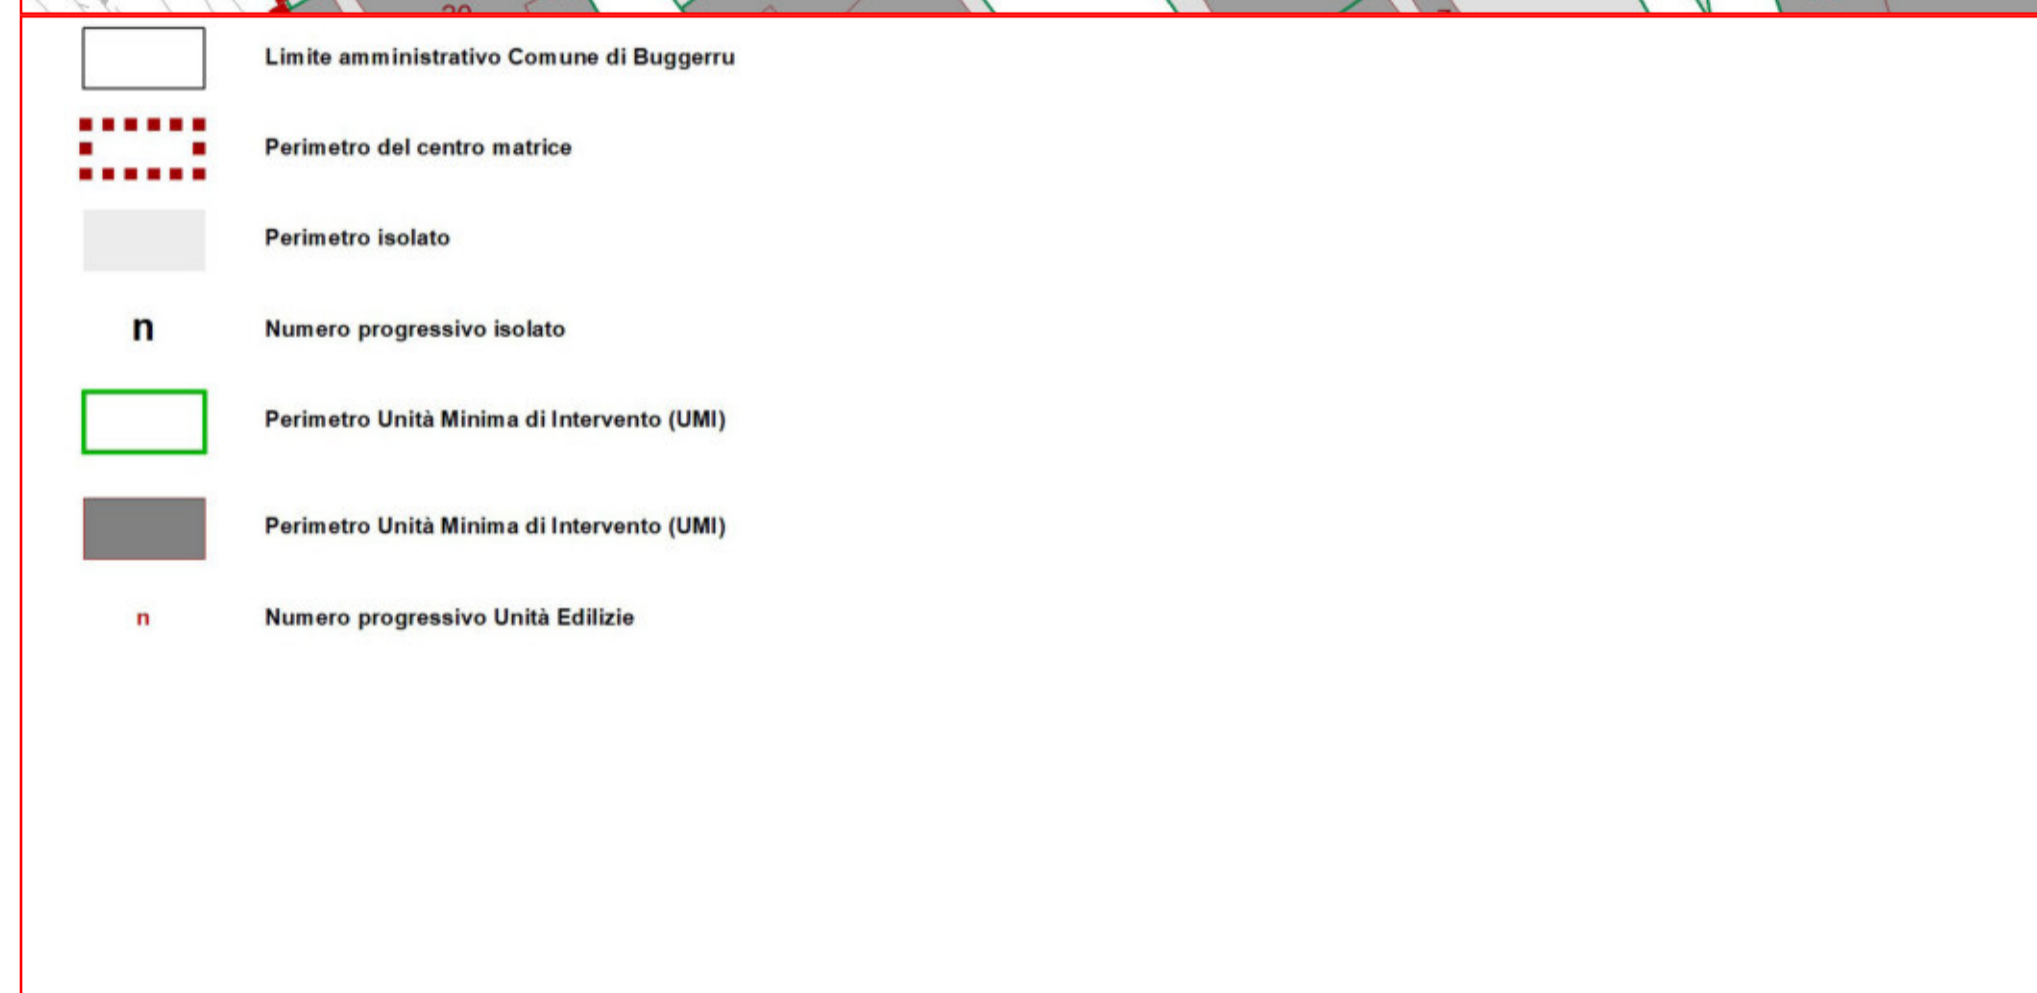 Limite amministrativo Comune di Buggerru
Perimetro del centro matrice
Perimetro isolato
n Numero progressivo isolato
Perimetro Unità Minima di Intervento (UMI)
Perimetro Unità Minima di Intervento (UMI)
n Numero progressivo Unità Edilizie